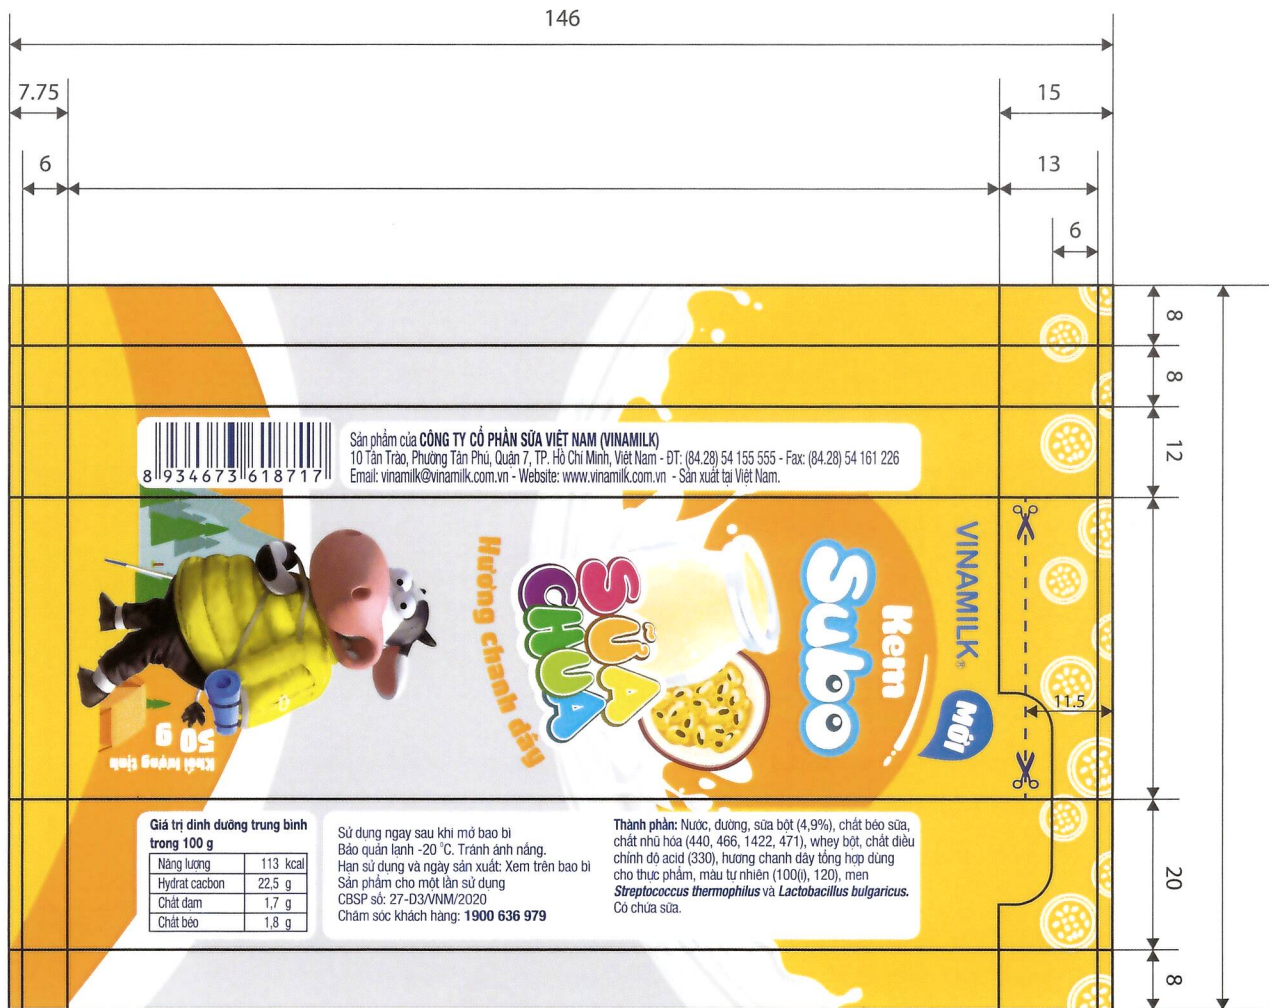 146
7.75
15
6
13
6
8
8
12
8 934673 618717
Sản phẩm của CÔNG TY CỔ PHẦN SỮA VIỆT NAM (VINAMILK)
10 Tân Trào, Phường Tân Phú, Quận 7, TP. Hồ Chí Minh, Việt Nam - ĐT: (84.28) 54 155 555 - Fax: (84.28) 54 161 226
Email: vinamilk@vinamilk.com.vn - Website: www.vinamilk.com.vn - Sản xuất tại Việt Nam.
VINAMILK®
MỚI
Kem
Subo
SỮA
CHUA
Hương chanh dây
11.5
Khối lượng tịnh
50 g
Giá trị dinh dưỡng trung bình
trong 100 g
Năng lượng 113 kcal
Hydrat cacbon 22,5 g
Chất đạm 1,7 g
Chất béo 1,8 g
Sử dụng ngay sau khi mở bao bì
Bảo quản lạnh -20 °C. Tránh ánh nắng.
Hạn sử dụng và ngày sản xuất: Xem trên bao bì
Sản phẩm cho một lần sử dụng
CBSP số: 27-D3/VNM/2020
Chăm sóc khách hàng: 1900 636 979
Thành phần: Nước, đường, sữa bột (4,9%), chất béo sữa,
chất nhũ hóa (440, 466, 1422, 471), whey bột, chất điều
chỉnh độ acid (330), hương chanh dây tổng hợp dùng
cho thực phẩm, màu tự nhiên (100(i), 120), men
Streptococcus thermophilus và Lactobacillus bulgaricus.
Có chứa sữa.
20
8